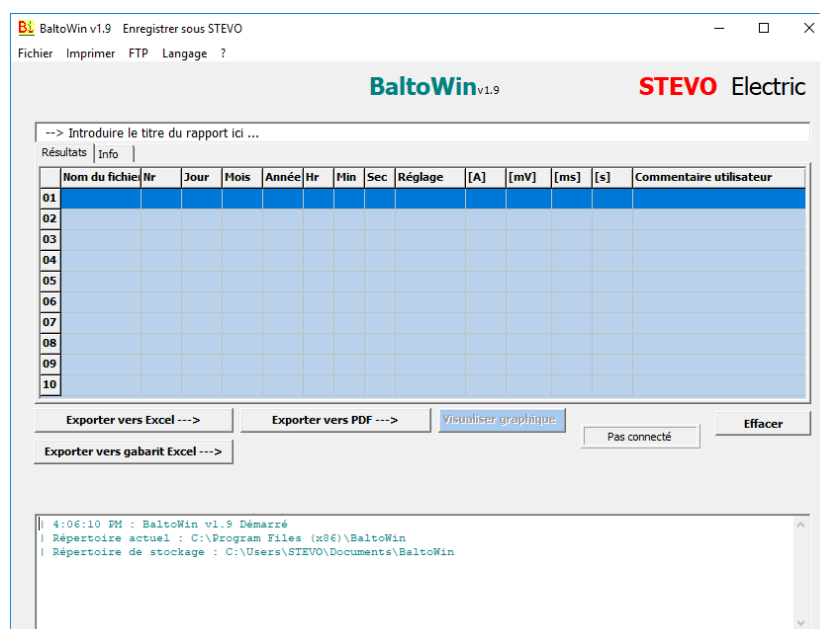 BaltoWin v1.9 Enregistrer sous STEVO
Fichier Imprimer FTP Langage ?
BaltoWin v1.9 STEVO Electric
--> Introduire le titre du rapport ici ...
Résultats Info
Nom du fichier Nr Jour Mois Année Hr Min Sec Réglage [A] [mV] [ms] [s] Commentaire utilisateur
01
02
03
04
05
06
07
08
09
10
Exporter vers Excel ---> Exporter vers PDF ---> Visualiser graphique Effacer
Pas connecté
Exporter vers gabarit Excel --->
| 4:06:10 PM : BaltoWin v1.9 Démarré
| Répertoire actuel : C:\Program Files (x86)\BaltoWin
| Répertoire de stockage : C:\Users\STEVO\Documents\BaltoWin